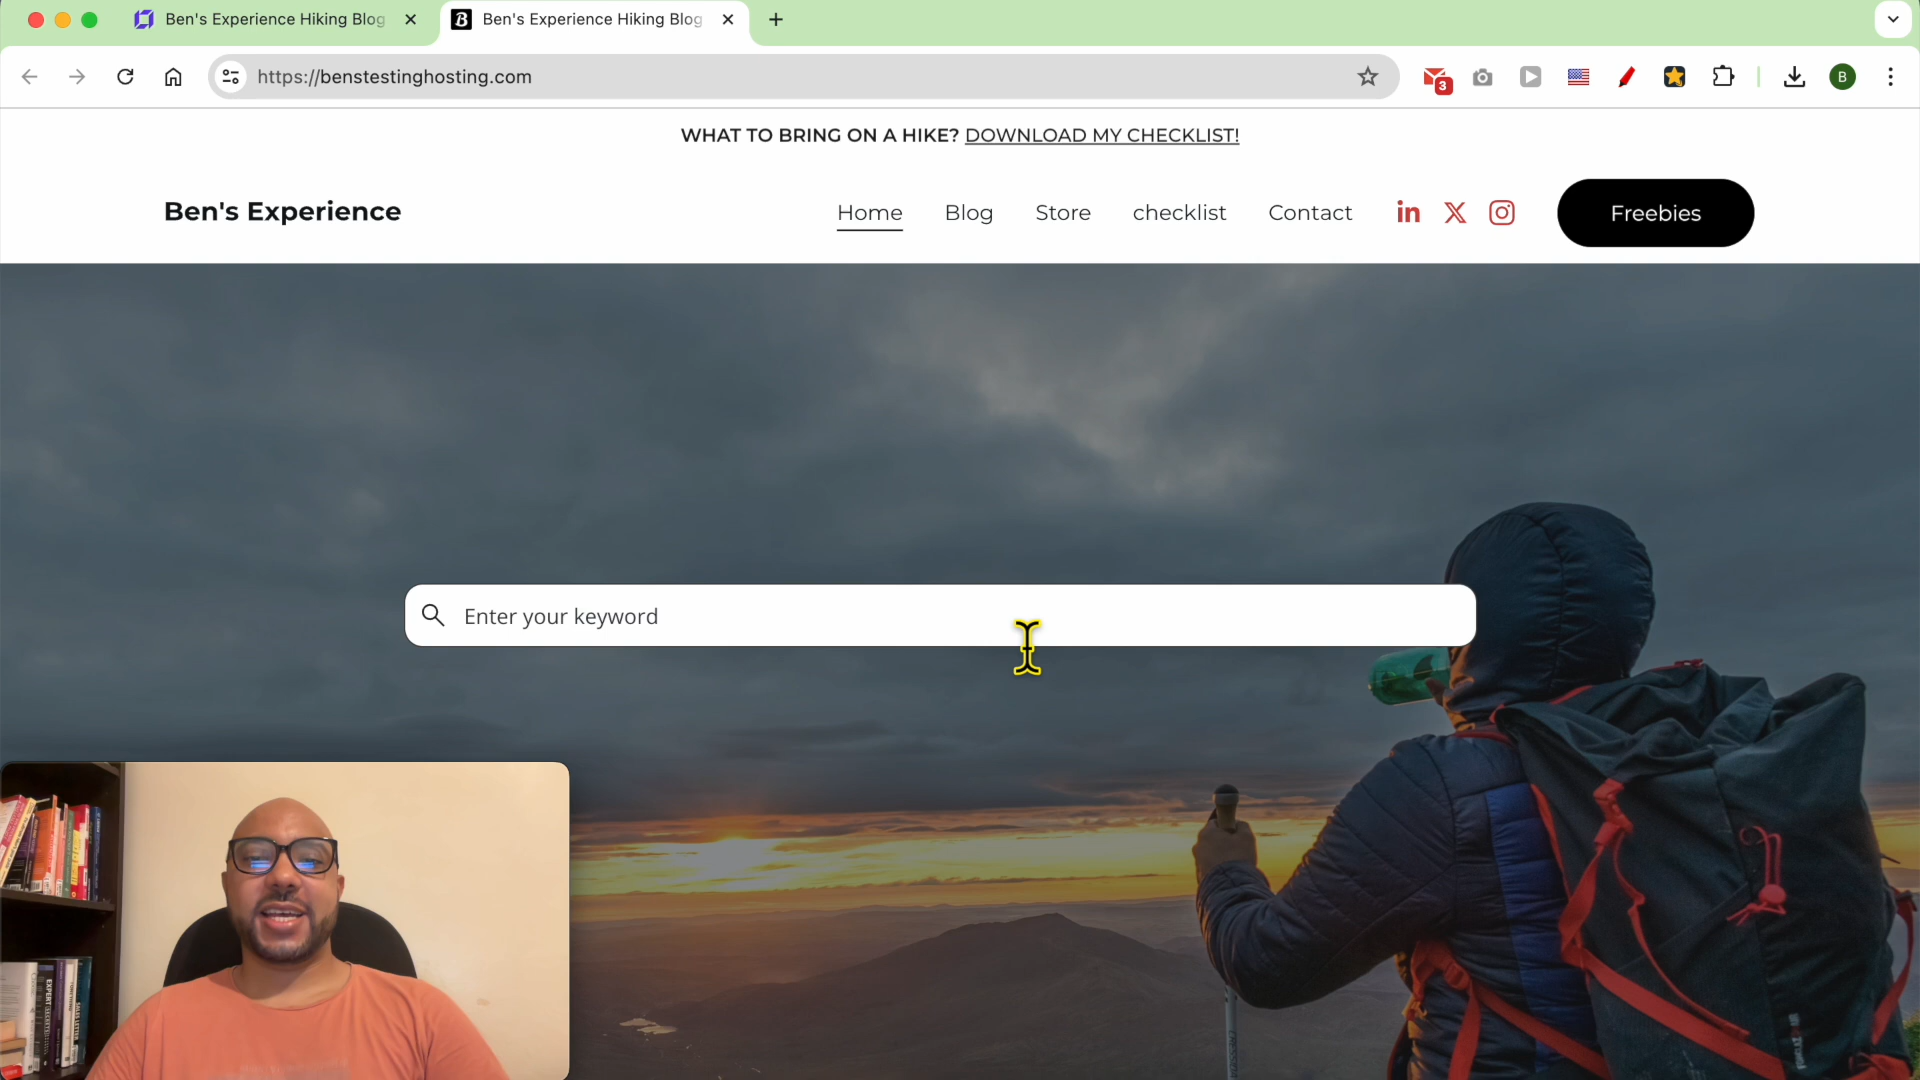 Ben's Experience Hiking Blog
Ben's Experience Hiking Blog
https://benstestinghosting.com
3
B
WHAT TO BRING ON A HIKE? DOWNLOAD MY CHECKLIST!
Ben's Experience
Home
Blog
Store
checklist
Contact
Freebies
Enter your keyword